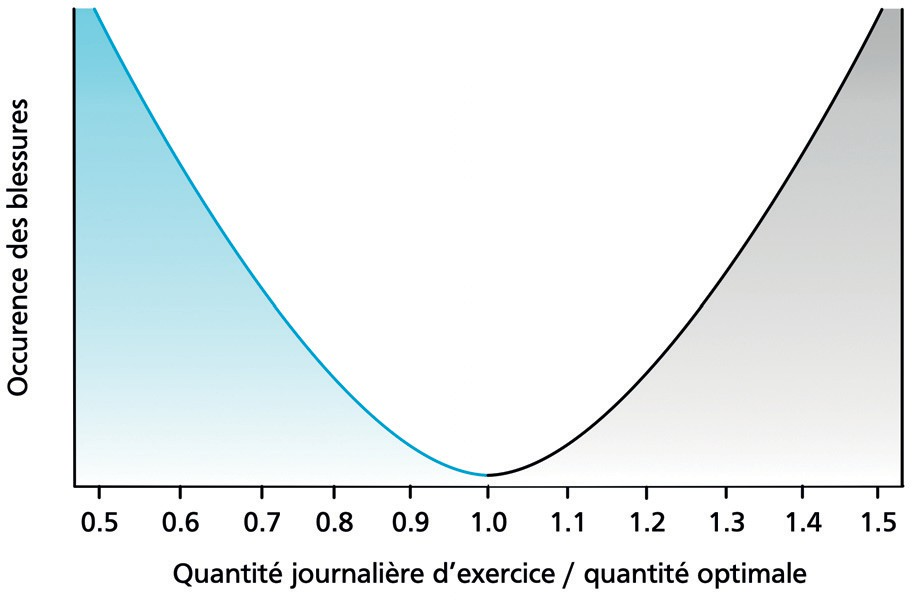 Occurence des blessures
0.5 0.6 0.7 0.8 0.9 1.0 1.1 1.2 1.3 1.4 1.5
Quantité journalière d’exercice / quantité optimale